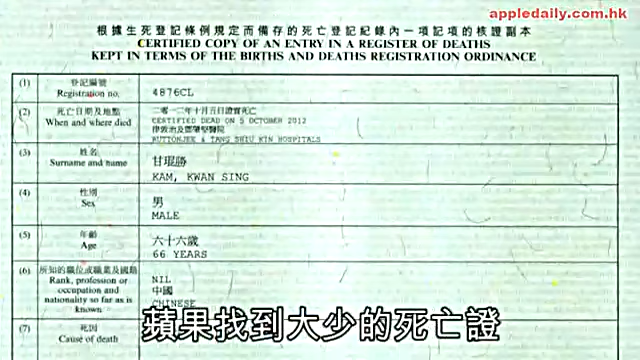 appledaily.com.hk
根據生死登記條例規定而備存的死亡登記紀錄內一項記項的核證副本
CERTIFIED COPY OF AN ENTRY IN A REGISTER OF DEATHS
KEPT IN TERMS OF THE BIRTHS AND DEATHS REGISTRATION ORDINANCE
(1) 登記編號
Registration no. 4876CL
(2) 死亡日期及地點 二零一二年十月五日證實死亡
When and where died CERTIFIED DEAD ON 5 OCTOBER 2012
律敦治及鄧肇堅醫院
RUTTONJEE & TANG SHIU KIN HOSPITALS
(3) 姓名 甘琨勝
Surname and name KAM, KWAN SING
(4) 性別 男
Sex MALE
(5) 年齡 六十六歲
Age 66 YEARS
(6) 所知的職位或職業及國籍 NIL
Rank, profession or 中國
occupation and CHINESE
nationality so far as is
known
蘋果找到大少的死亡證
(7) 死因
Cause of death